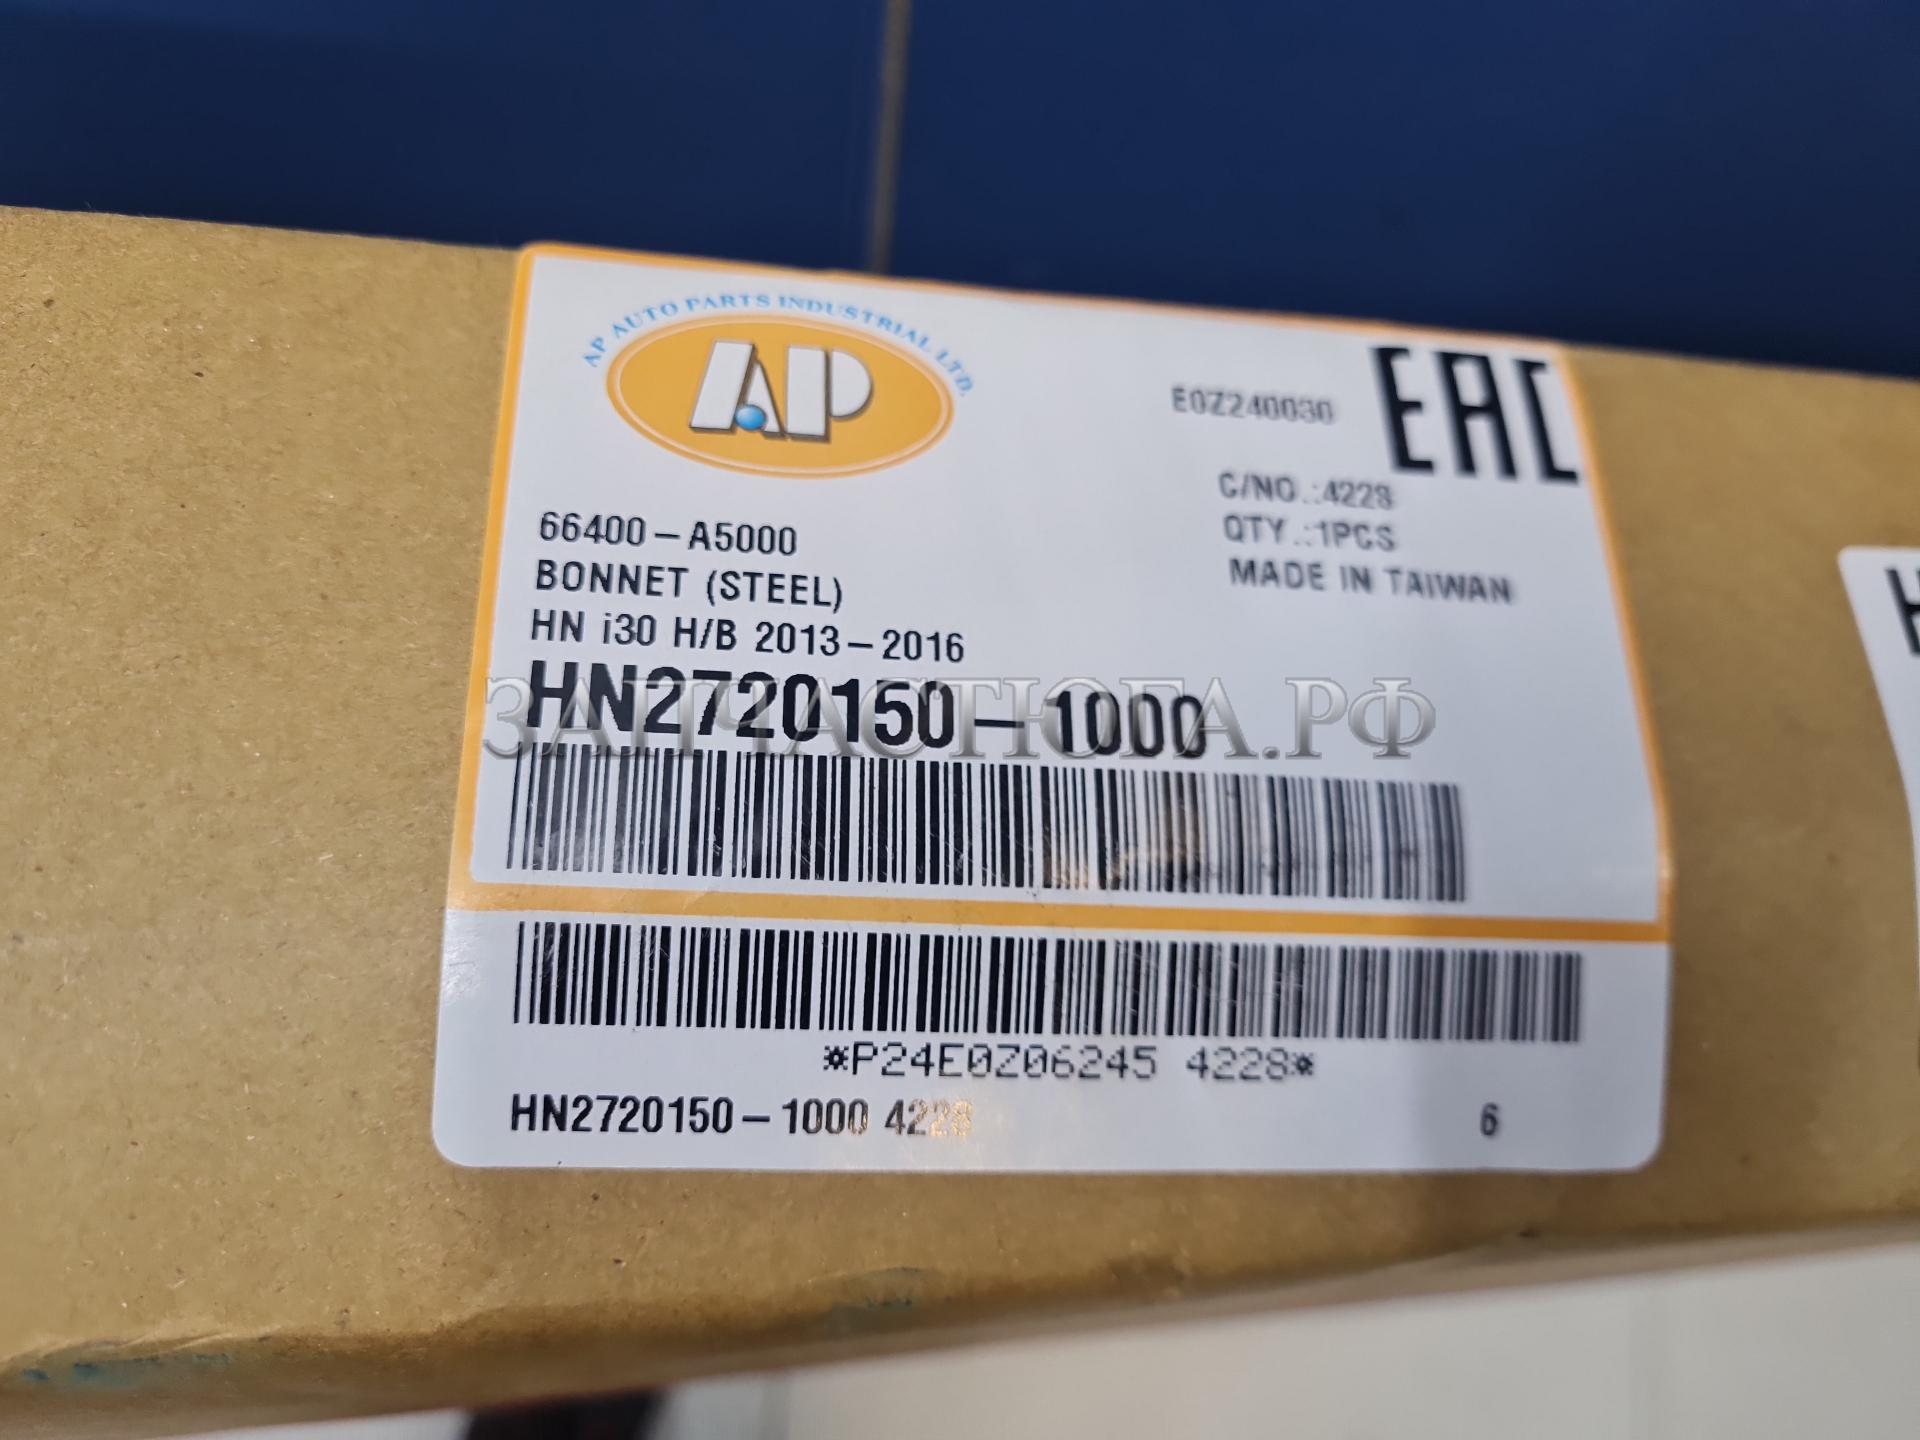 AP AUTO PARTS INDUSTRIAL LTD.
AP
E0Z240030
EAC
C/NO.:4228
QTY.:1PCS
MADE IN TAIWAN
66400-A5000
BONNET (STEEL)
HN i30 H/B 2013-2016
HN2720150-1000
ЗАПЧАСТЮГА.РФ
*P24E0Z06245 4228*
HN2720150-1000 4228
6